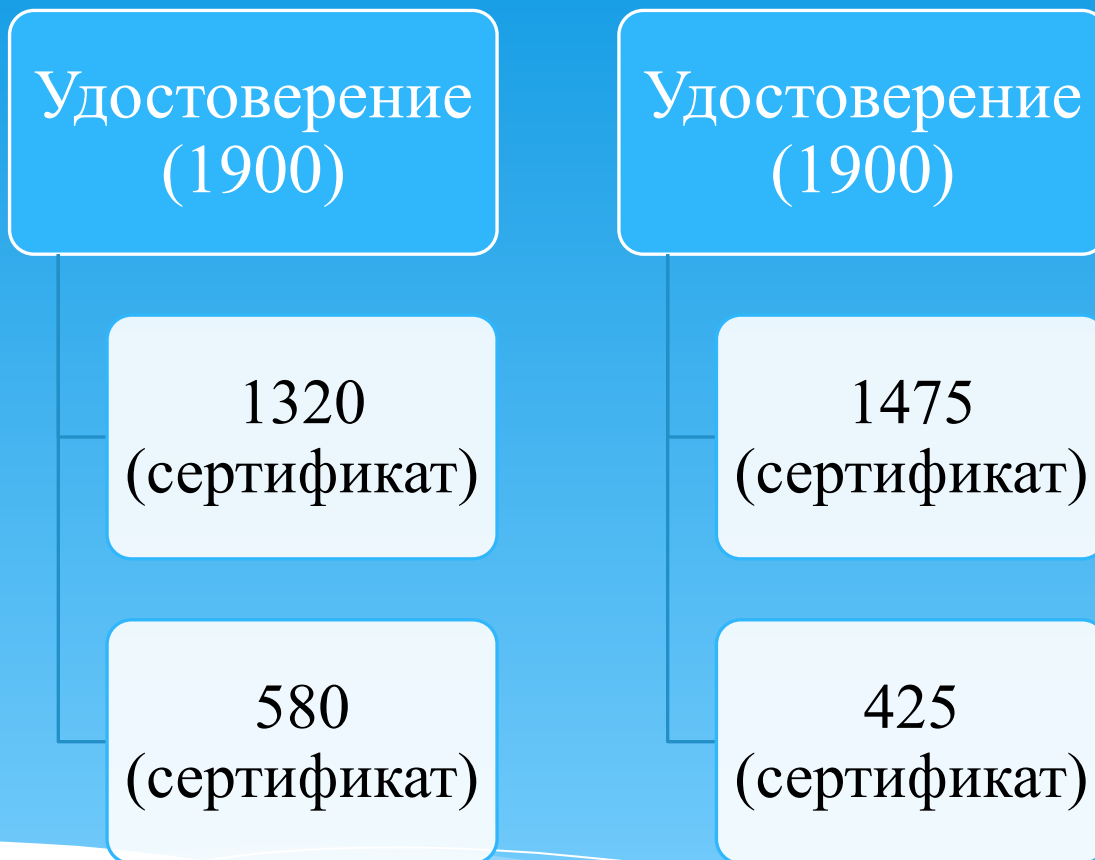 Удостоверение
(1900)
1320
(сертификат)
580
(сертификат)
Удостоверение
(1900)
1475
(сертификат)
425
(сертификат)